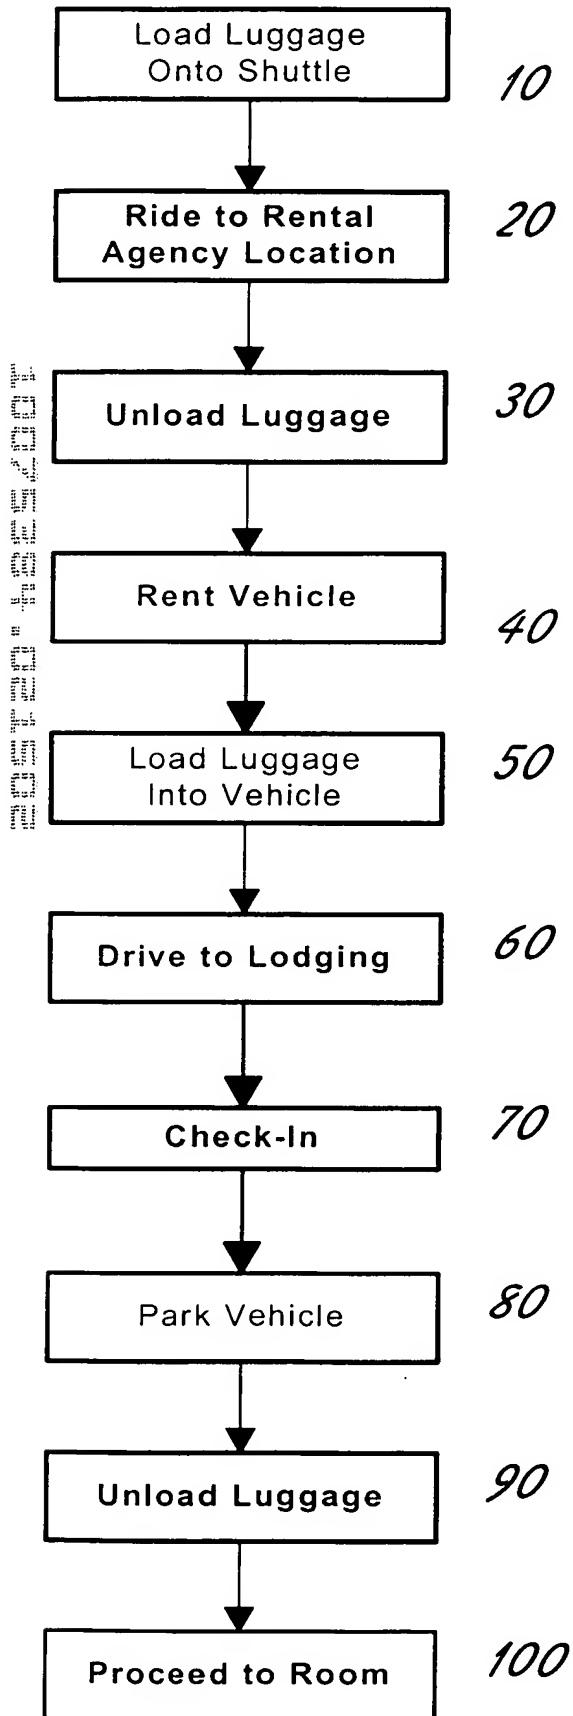 Load Luggage
Onto Shuttle
10
Ride to Rental
Agency Location
20
Unload Luggage
30
Rent Vehicle
40
Load Luggage
Into Vehicle
50
Drive to Lodging
60
Check-In
70
Park Vehicle
80
Unload Luggage
90
Proceed to Room
100
10075384.021502